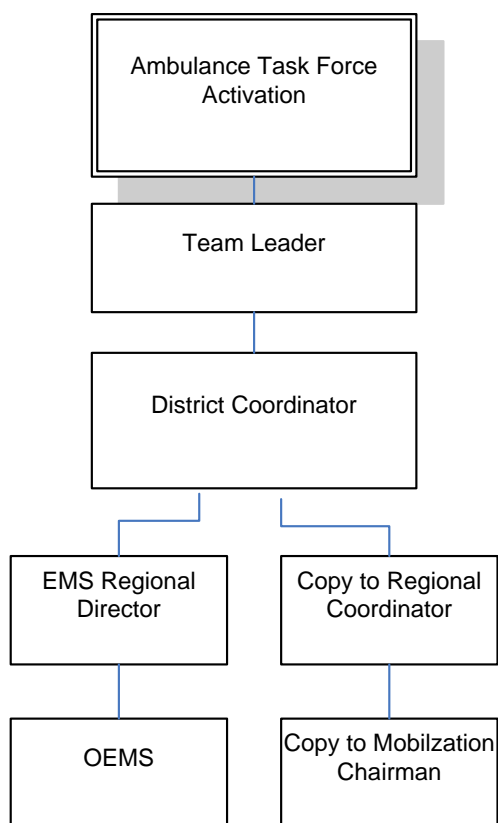 Ambulance Task Force
Activation
Team Leader
District Coordinator
EMS Regional
Director
Copy to Regional
Coordinator
OEMS
Copy to Mobilzation
Chairman